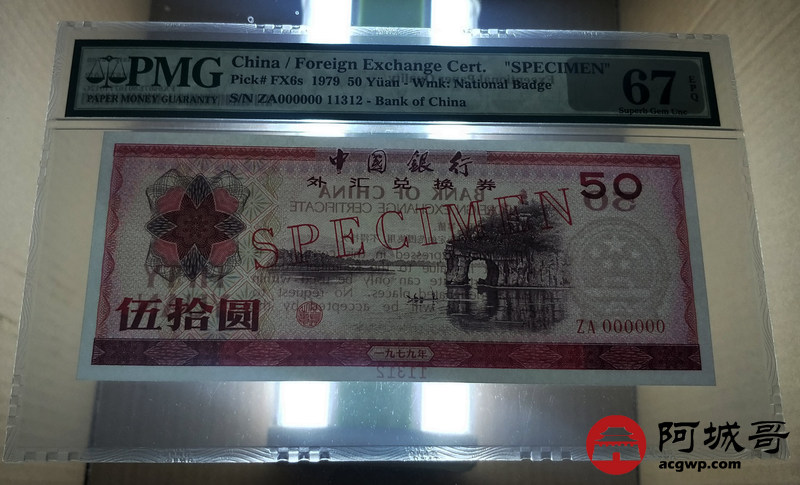 PMG
PAPER MONEY GUARANTY
China / Foreign Exchange Cert. "SPECIMEN"
Pick# FX6s 1979 50 Yüan - Wmk: National Badge
S/N ZA000000 11312 - Bank of China
67 EPQ
Superb Gem Unc
中国銀行
外汇兑换券
50
SPECIMEN
BANK OF CHINA
EXCHANGE CERTIFICATE
FIFTY
伍拾圆
ZA 000000
一九七九年
11312
阿城哥
acgwp.com